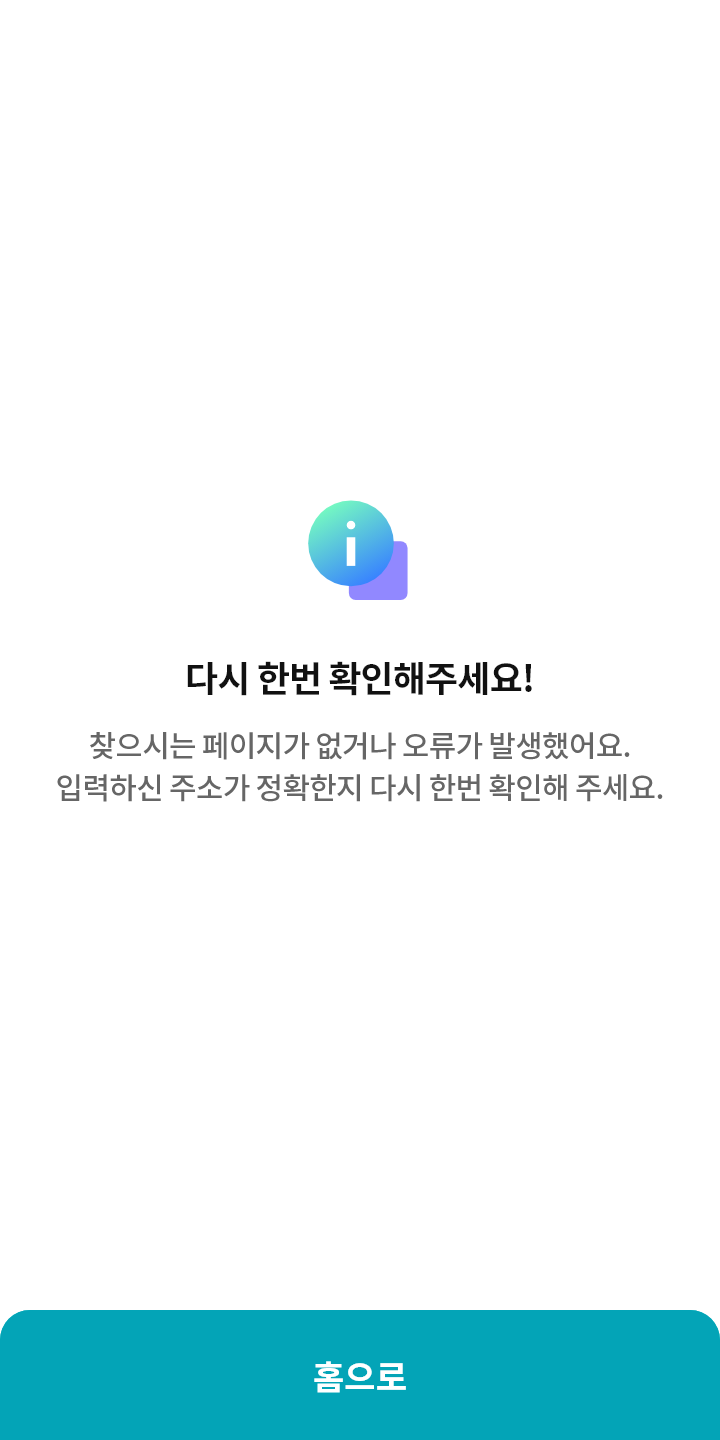 다시 한번 확인해주세요!
찾으시는 페이지가 없거나 오류가 발생했어요.
입력하신 주소가 정확한지 다시 한번 확인해 주세요.
홈으로